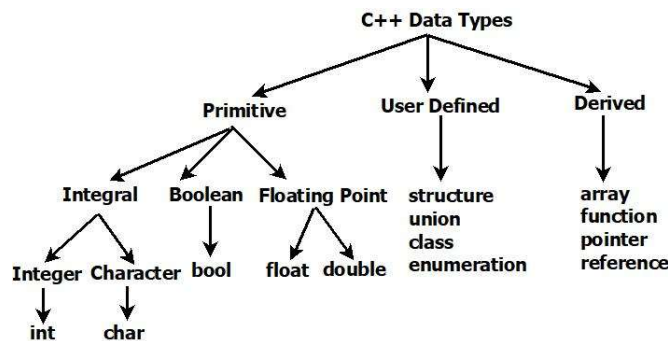 C++ Data Types
Primitive
User Defined
Derived
Integral
Boolean
Floating Point
structure
union
class
enumeration
array
function
pointer
reference
Integer
Character
bool
float
double
int
char